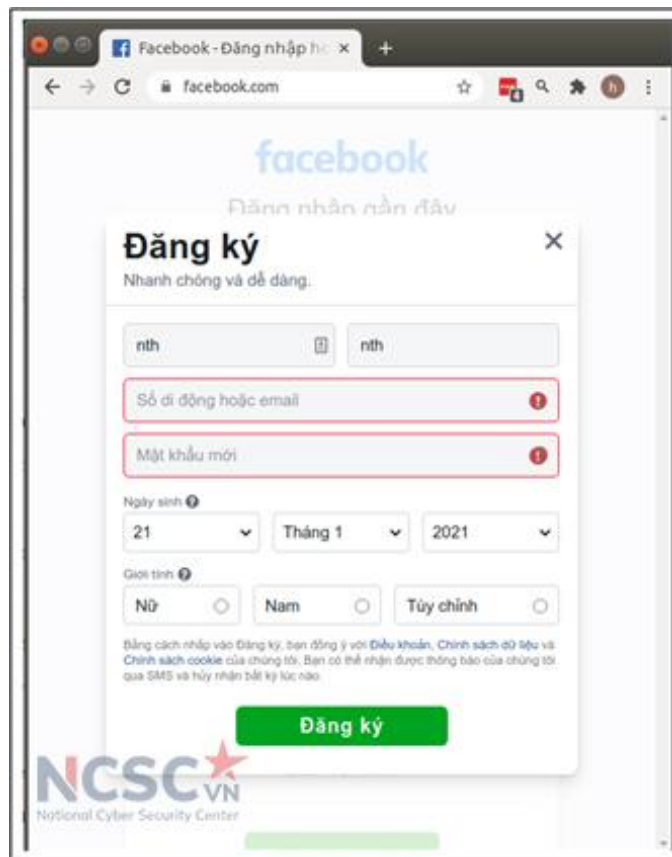 Facebook - Đăng nhập hc
facebook.com
4
h
facebook
Đăng nhập gần đây
Đăng ký
Nhanh chóng và dễ dàng.
nth nth
Số di động hoặc email
Mật khẩu mới
Ngày sinh
21 Tháng 1 2021
Giới tính
Nữ Nam Tùy chỉnh
Bằng cách nhấp vào Đăng ký, bạn đồng ý với Điều khoản, Chính sách dữ liệu và
Chính sách cookie của chúng tôi. Bạn có thể nhận được thông báo của chúng tôi
qua SMS và hủy nhận bất kỳ lúc nào.
Đăng ký
NCSC VN
National Cyber Security Center